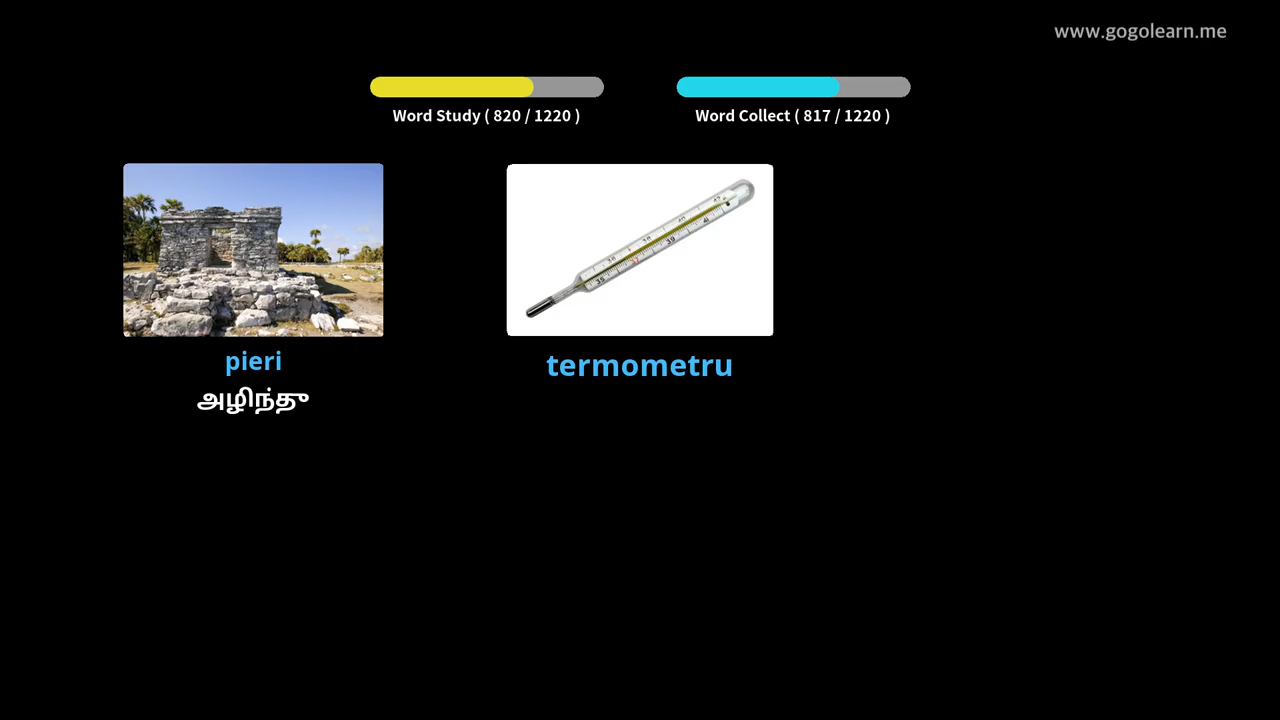 www.gogolearn.me
Word Study ( 820 / 1220 )
Word Collect ( 817 / 1220 )
pieri
அழிந்து
termometru